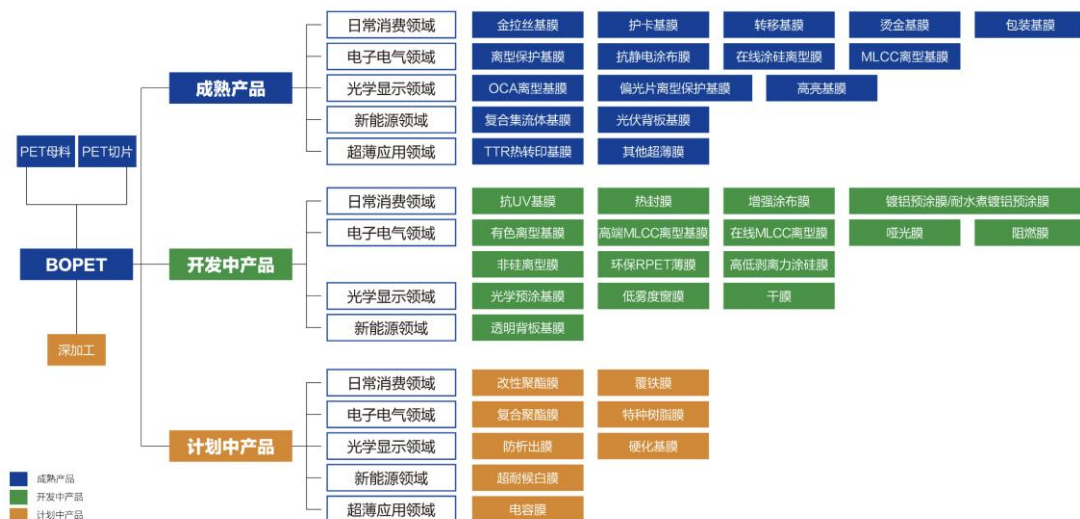 日常消费领域 金拉丝基膜 护卡基膜 转移基膜 烫金基膜 包装基膜
电子电气领域 离型保护基膜 抗静电涂布膜 在线涂硅离型膜 MLCC离型基膜
成熟产品
光学显示领域 OCA离型基膜 偏光片离型保护基膜 高亮基膜
新能源领域 复合集流体基膜 光伏背板基膜
超薄应用领域 TTR热转印基膜 其他超薄膜
PET母料 PET切片
日常消费领域 抗UV基膜 热封膜 增强涂布膜 镀铝预涂膜/耐水煮镀铝预涂膜
电子电气领域 有色离型基膜 高端MLCC离型基膜 在线MLCC离型膜 哑光膜 阻燃膜
BOPET
开发中产品
非硅离型膜 环保RPET薄膜 高低剥离力涂硅膜
光学显示领域 光学预涂基膜 低雾度窗膜 干膜
新能源领域 透明背板基膜
深加工
日常消费领域 改性聚酯膜 覆铁膜
电子电气领域 复合聚酯膜 特种树脂膜
计划中产品
光学显示领域 防析出膜 硬化基膜
新能源领域 超耐候白膜
超薄应用领域 电容膜
成熟产品
开发中产品
计划中产品